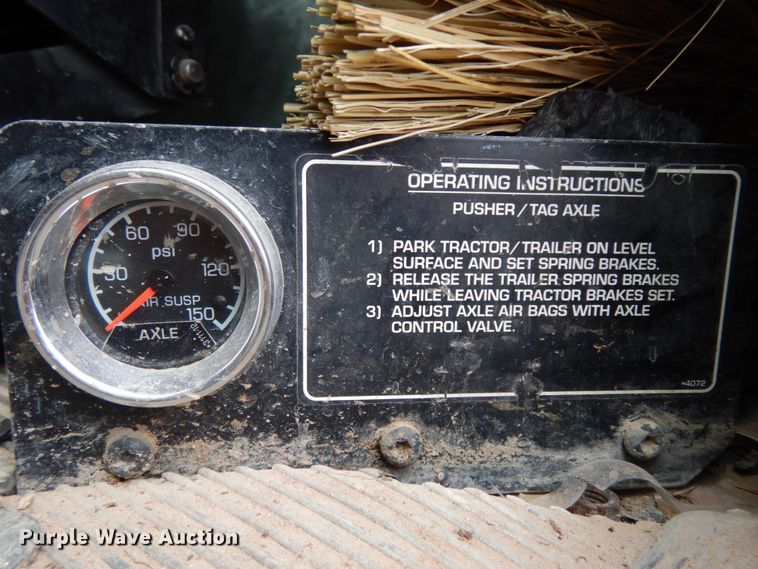 OPERATING INSTRUCTIONS
PUSHER/TAG AXLE
1) PARK TRACTOR/TRAILER ON LEVEL
SURFACE AND SET SPRING BRAKES.
2) RELEASE THE TRAILER SPRING BRAKES
WHILE LEAVING TRACTOR BRAKES SET.
3) ADJUST AXLE AIR BAGS WITH AXLE
CONTROL VALVE.
+4072
60 90
psi
30 120
AIR SUSP
150
AXLE
Purple Wave Auction